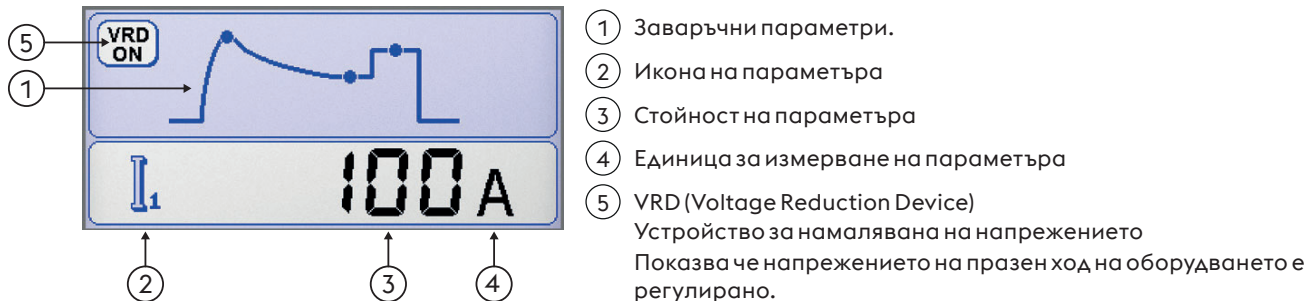 VRD
ON
5
1
I1
100 A
2
3
4
1 Заваръчни параметри.
2 Икона на параметъра
3 Стойност на параметъра
4 Единица за измерване на параметъра
5 VRD (Voltage Reduction Device)
Устройство за намалявана на напрежението
Показва че напрежението на празен ход на оборудването е
регулирано.